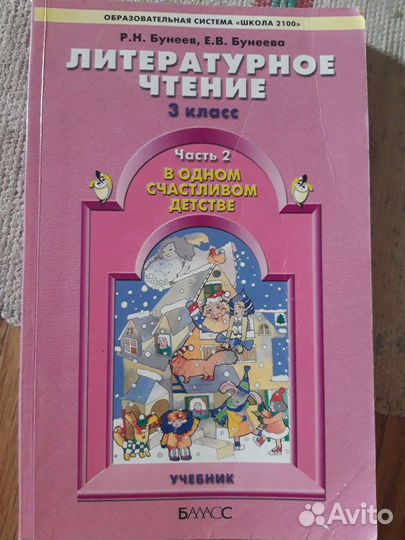 ОБРАЗОВАТЕЛЬНАЯ СИСТЕМА «ШКОЛА 2100»
Р.Н. Бунеев, Е.В. Бунеева
ЛИТЕРАТУРНОЕ
ЧТЕНИЕ
3 класс
Часть 2
В ОДНОМ
СЧАСТЛИВОМ
ДЕТСТВЕ
УЧЕБНИК
БАЛАСС
Avito